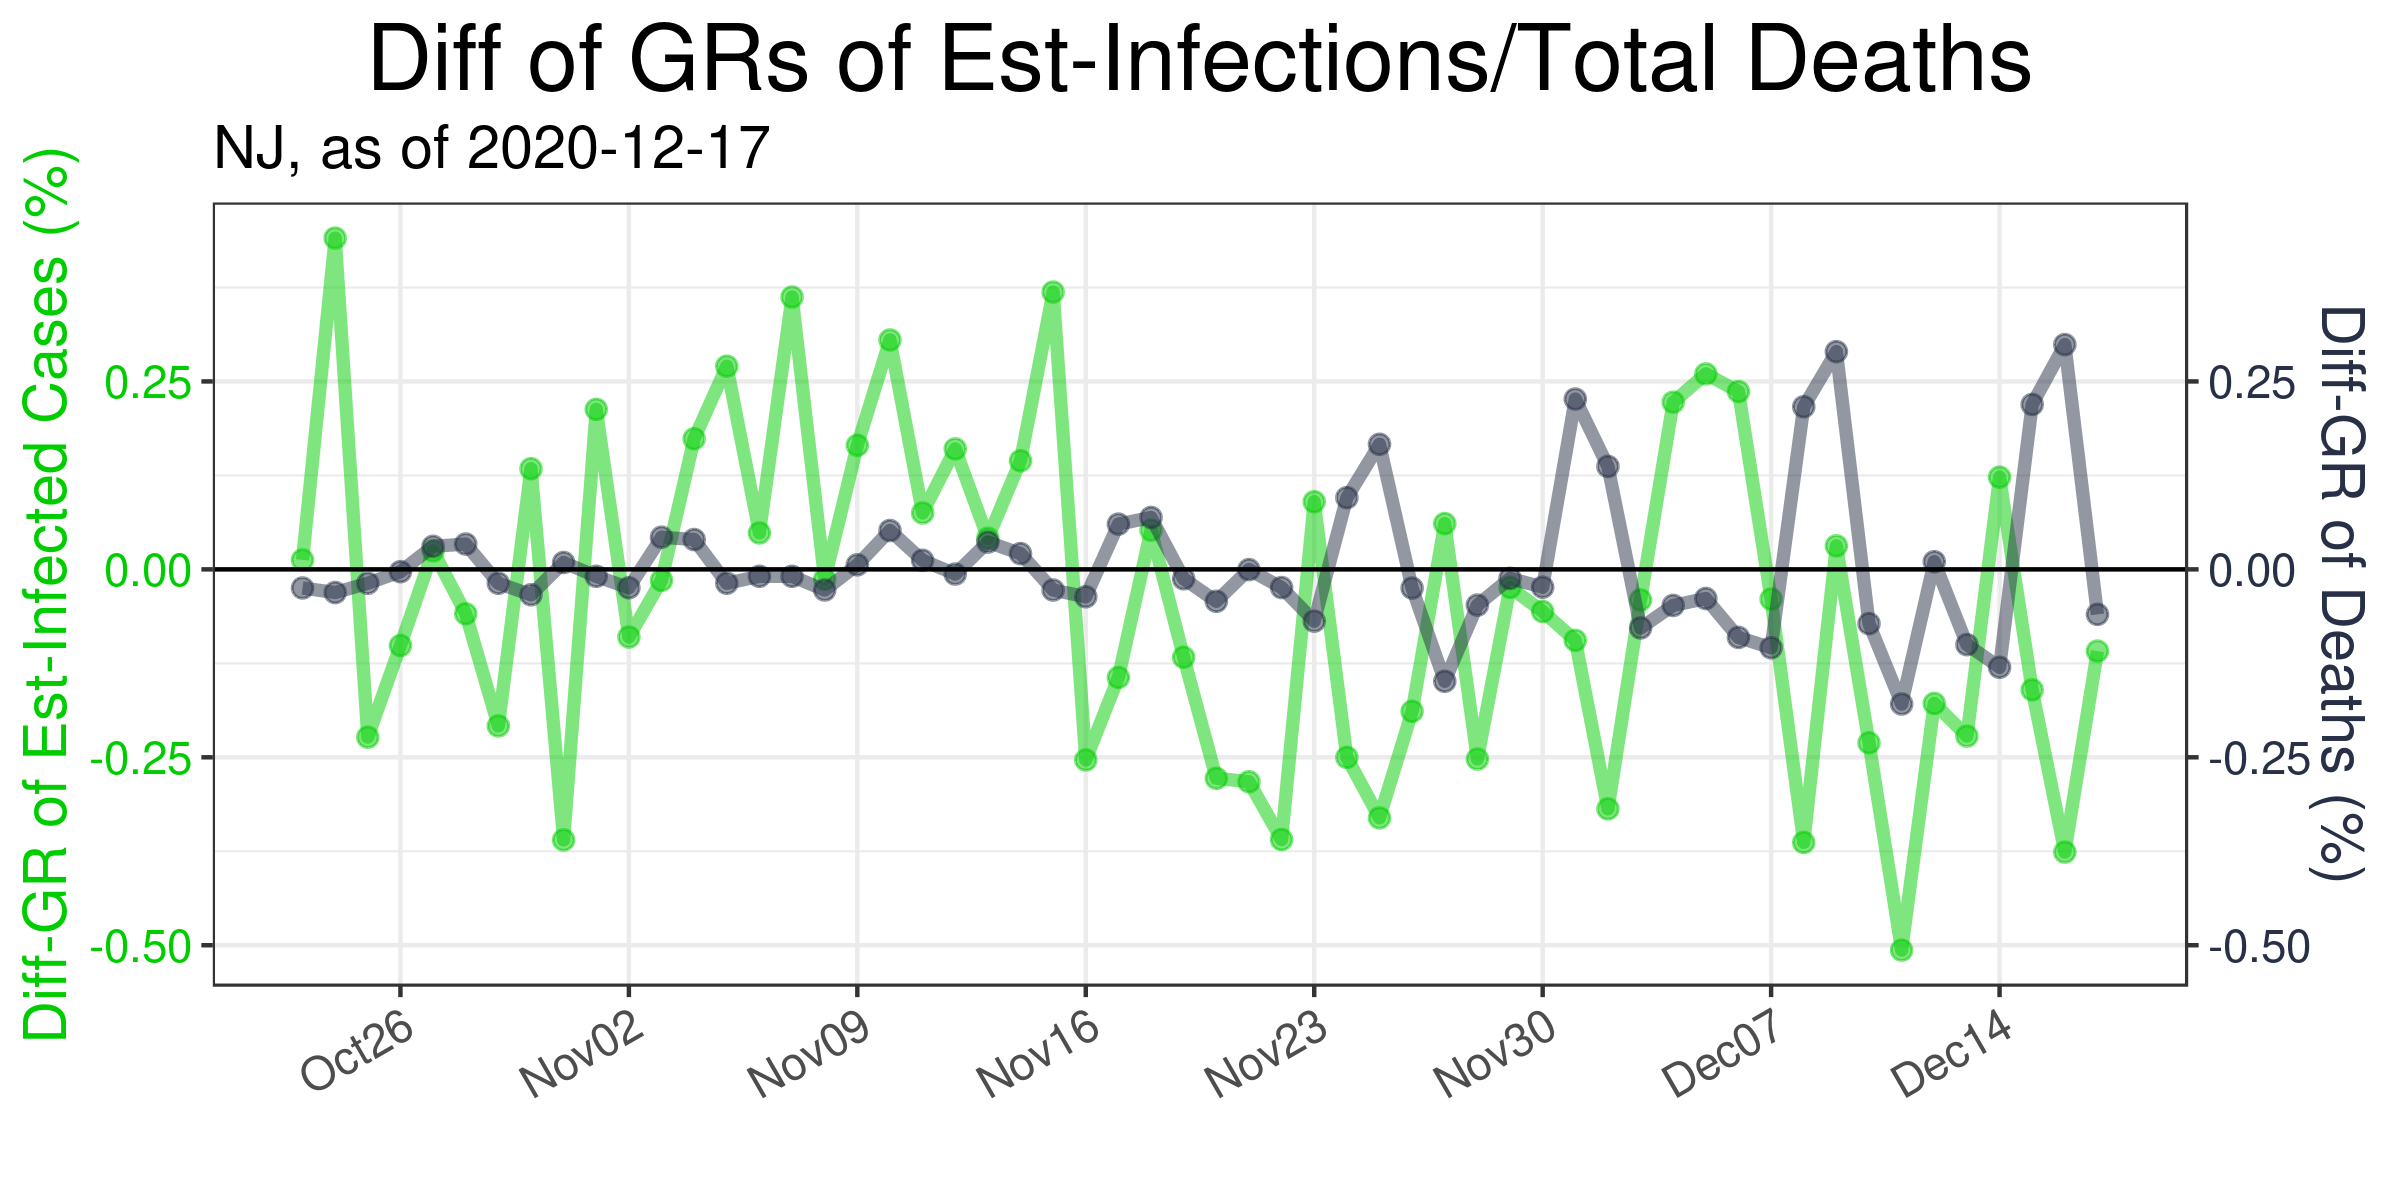 Diff of GRs of Est-Infections/Total Deaths
NJ, as of 2020-12-17
Diff-GR of Est-Infected Cases (%)
0.25
0.00
-0.25
-0.50
0.25
0.00
-0.25
-0.50
Diff-GR of Deaths (%)
Oct26
Nov02
Nov09
Nov16
Nov23
Nov30
Dec07
Dec14